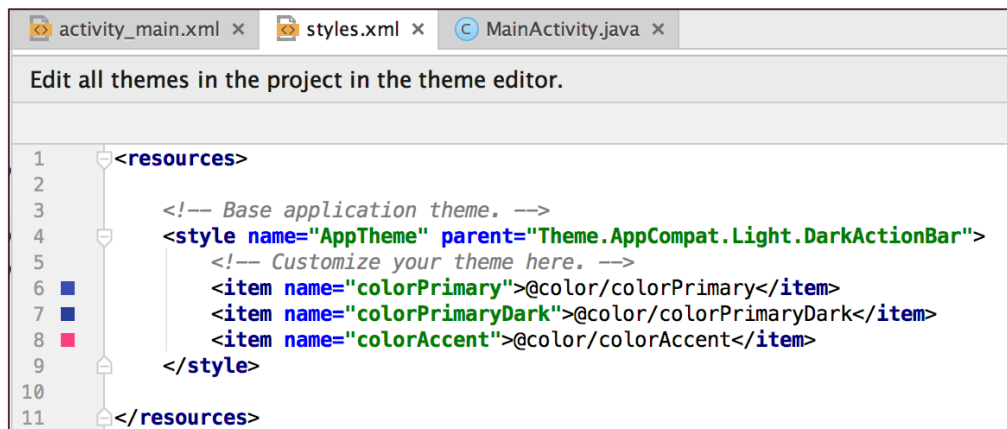 activity_main.xml × styles.xml × C MainActivity.java ×
Edit all themes in the project in the theme editor.
1 <resources>
2
3 <!-- Base application theme. -->
4 <style name="AppTheme" parent="Theme.AppCompat.Light.DarkActionBar">
5 <!-- Customize your theme here. -->
6 <item name="colorPrimary">@color/colorPrimary</item>
7 <item name="colorPrimaryDark">@color/colorPrimaryDark</item>
8 <item name="colorAccent">@color/colorAccent</item>
9 </style>
10
11 </resources>